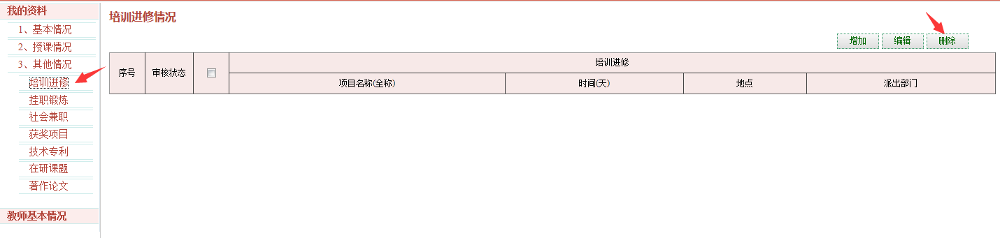 我的资料
1、基本情况
2、授课情况
3、其他情况
培训进修
挂职锻炼
社会兼职
获奖项目
技术专利
在研课题
著作论文
教师基本情况
培训进修情况
增加 编辑 删除
序号 审核状态 培训进修
项目名称(全称) 时间(天) 地点 派出部门